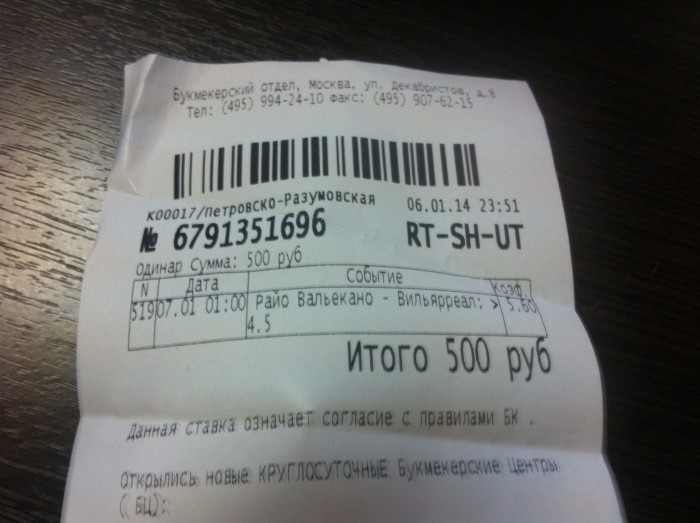 Букмекерский отдел, Москва, ул. Декабристов, д.8
Тел: (495) 994-24-10 Факс: (495) 907-62-15
К00017/Петровско-Разумовская 06.01.14 23:51
№ 6791351696 RT-SH-UT
Одинар Сумма: 500 руб
N Дата Событие Коэф.
519 07.01 01:00 Райо Вальекано - Вильярреал: > 5.60
4.5
Итого 500 руб
Данная ставка означает согласие с правилами БК .
Открылись новые КРУГЛОСУТОЧНЫЕ Букмекерские Центры
( БЦ):